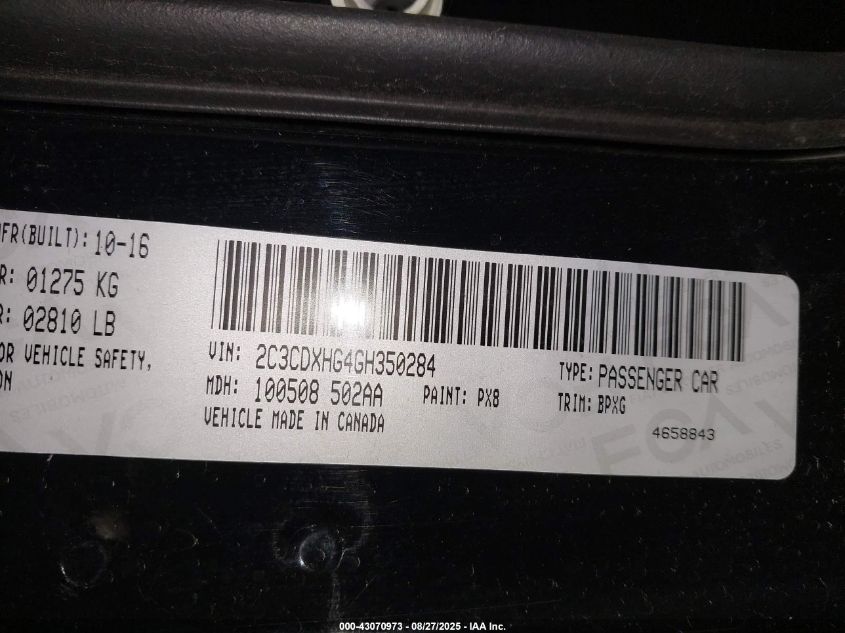 MFR(BUILT): 10-16
R: 01275 KG
R: 02810 LB
OR VEHICLE SAFETY,
ON
VIN: 2C3CDXHG4GH350284
TYPE: PASSENGER CAR
MDH: 100508 502AA
PAINT: PX8
TRIM: BPXG
VEHICLE MADE IN CANADA
4658843
000-43070973 - 08/27/2025 - IAA Inc.